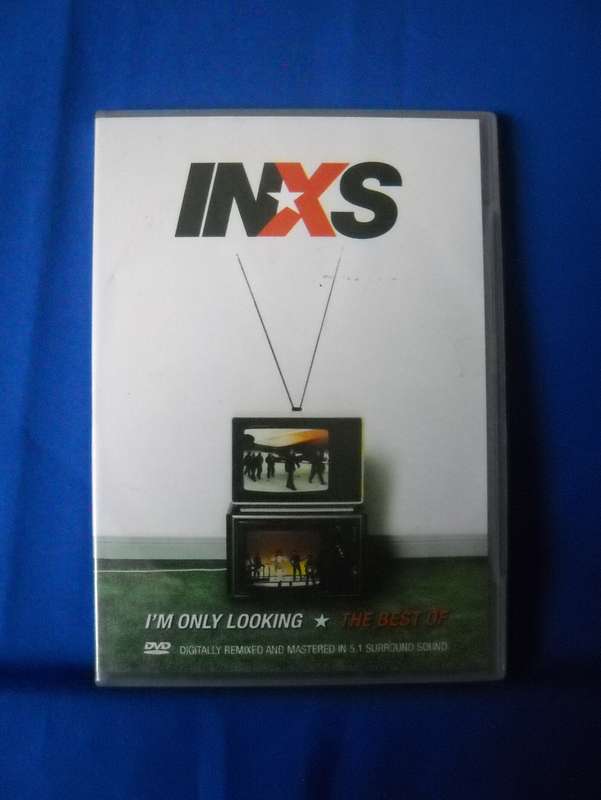 INXS
I'M ONLY LOOKING ★ THE BEST OF
DVD DIGITALLY REMIXED AND MASTERED IN 5.1 SURROUND SOUND